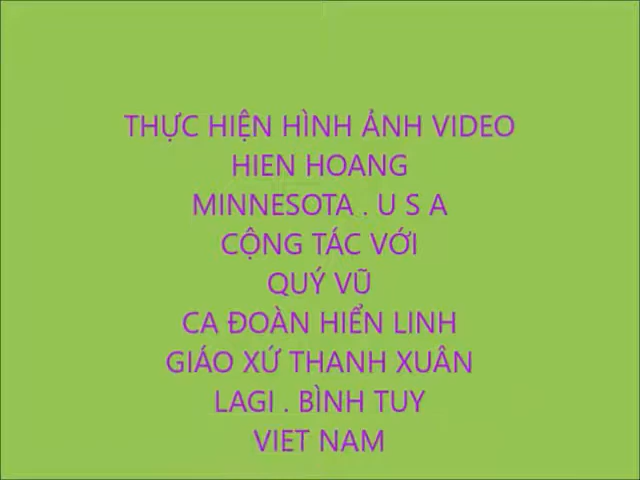 THỰC HIỆN HÌNH ẢNH VIDEO
HIEN HOANG
MINNESOTA . U S A
CỘNG TÁC VỚI
QUÝ VŨ
CA ĐOÀN HIỂN LINH
GIÁO XỨ THANH XUÂN
LAGI . BÌNH TUY
VIET NAM